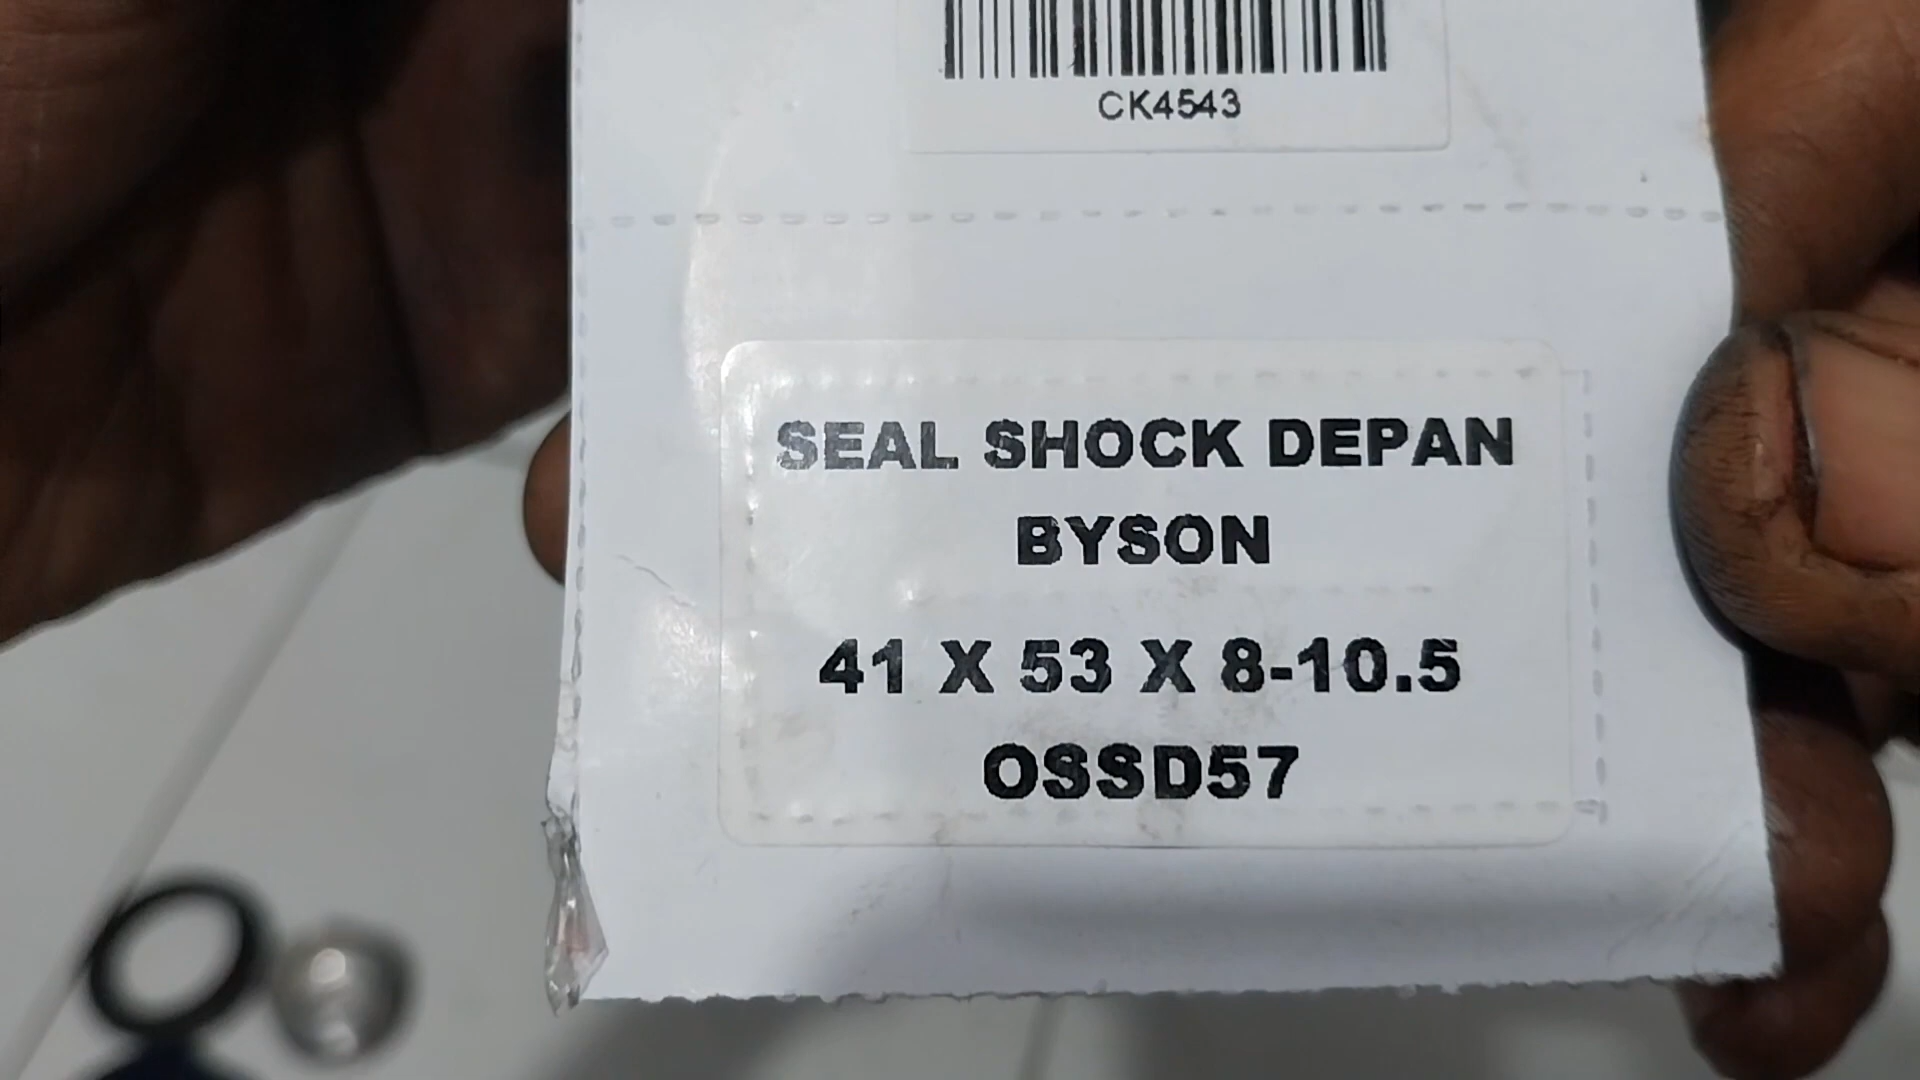 CK4543
SEAL SHOCK DEPAN
BYSON
41 X 53 X 8-10.5
OSSD57